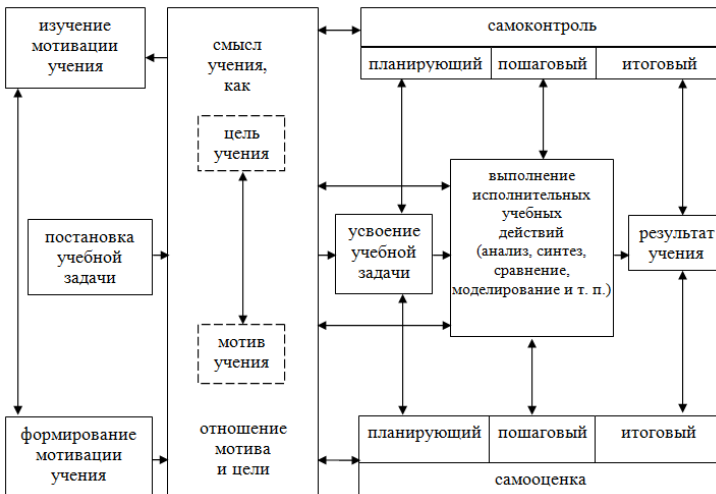 изучение
мотивации
учения
смысл
учения,
как
самоконтроль
планирующий
пошаговый
итоговый
цель
учения
постановка
учебной
задачи
усвоение
учебной
задачи
выполнение
исполнительных
учебных
действий
(анализ, синтез,
сравнение,
моделирование и т. п.)
результат
учения
мотив
учения
формирование
мотивации
учения
отношение
мотива
и цели
планирующий
пошаговый
итоговый
самооценка